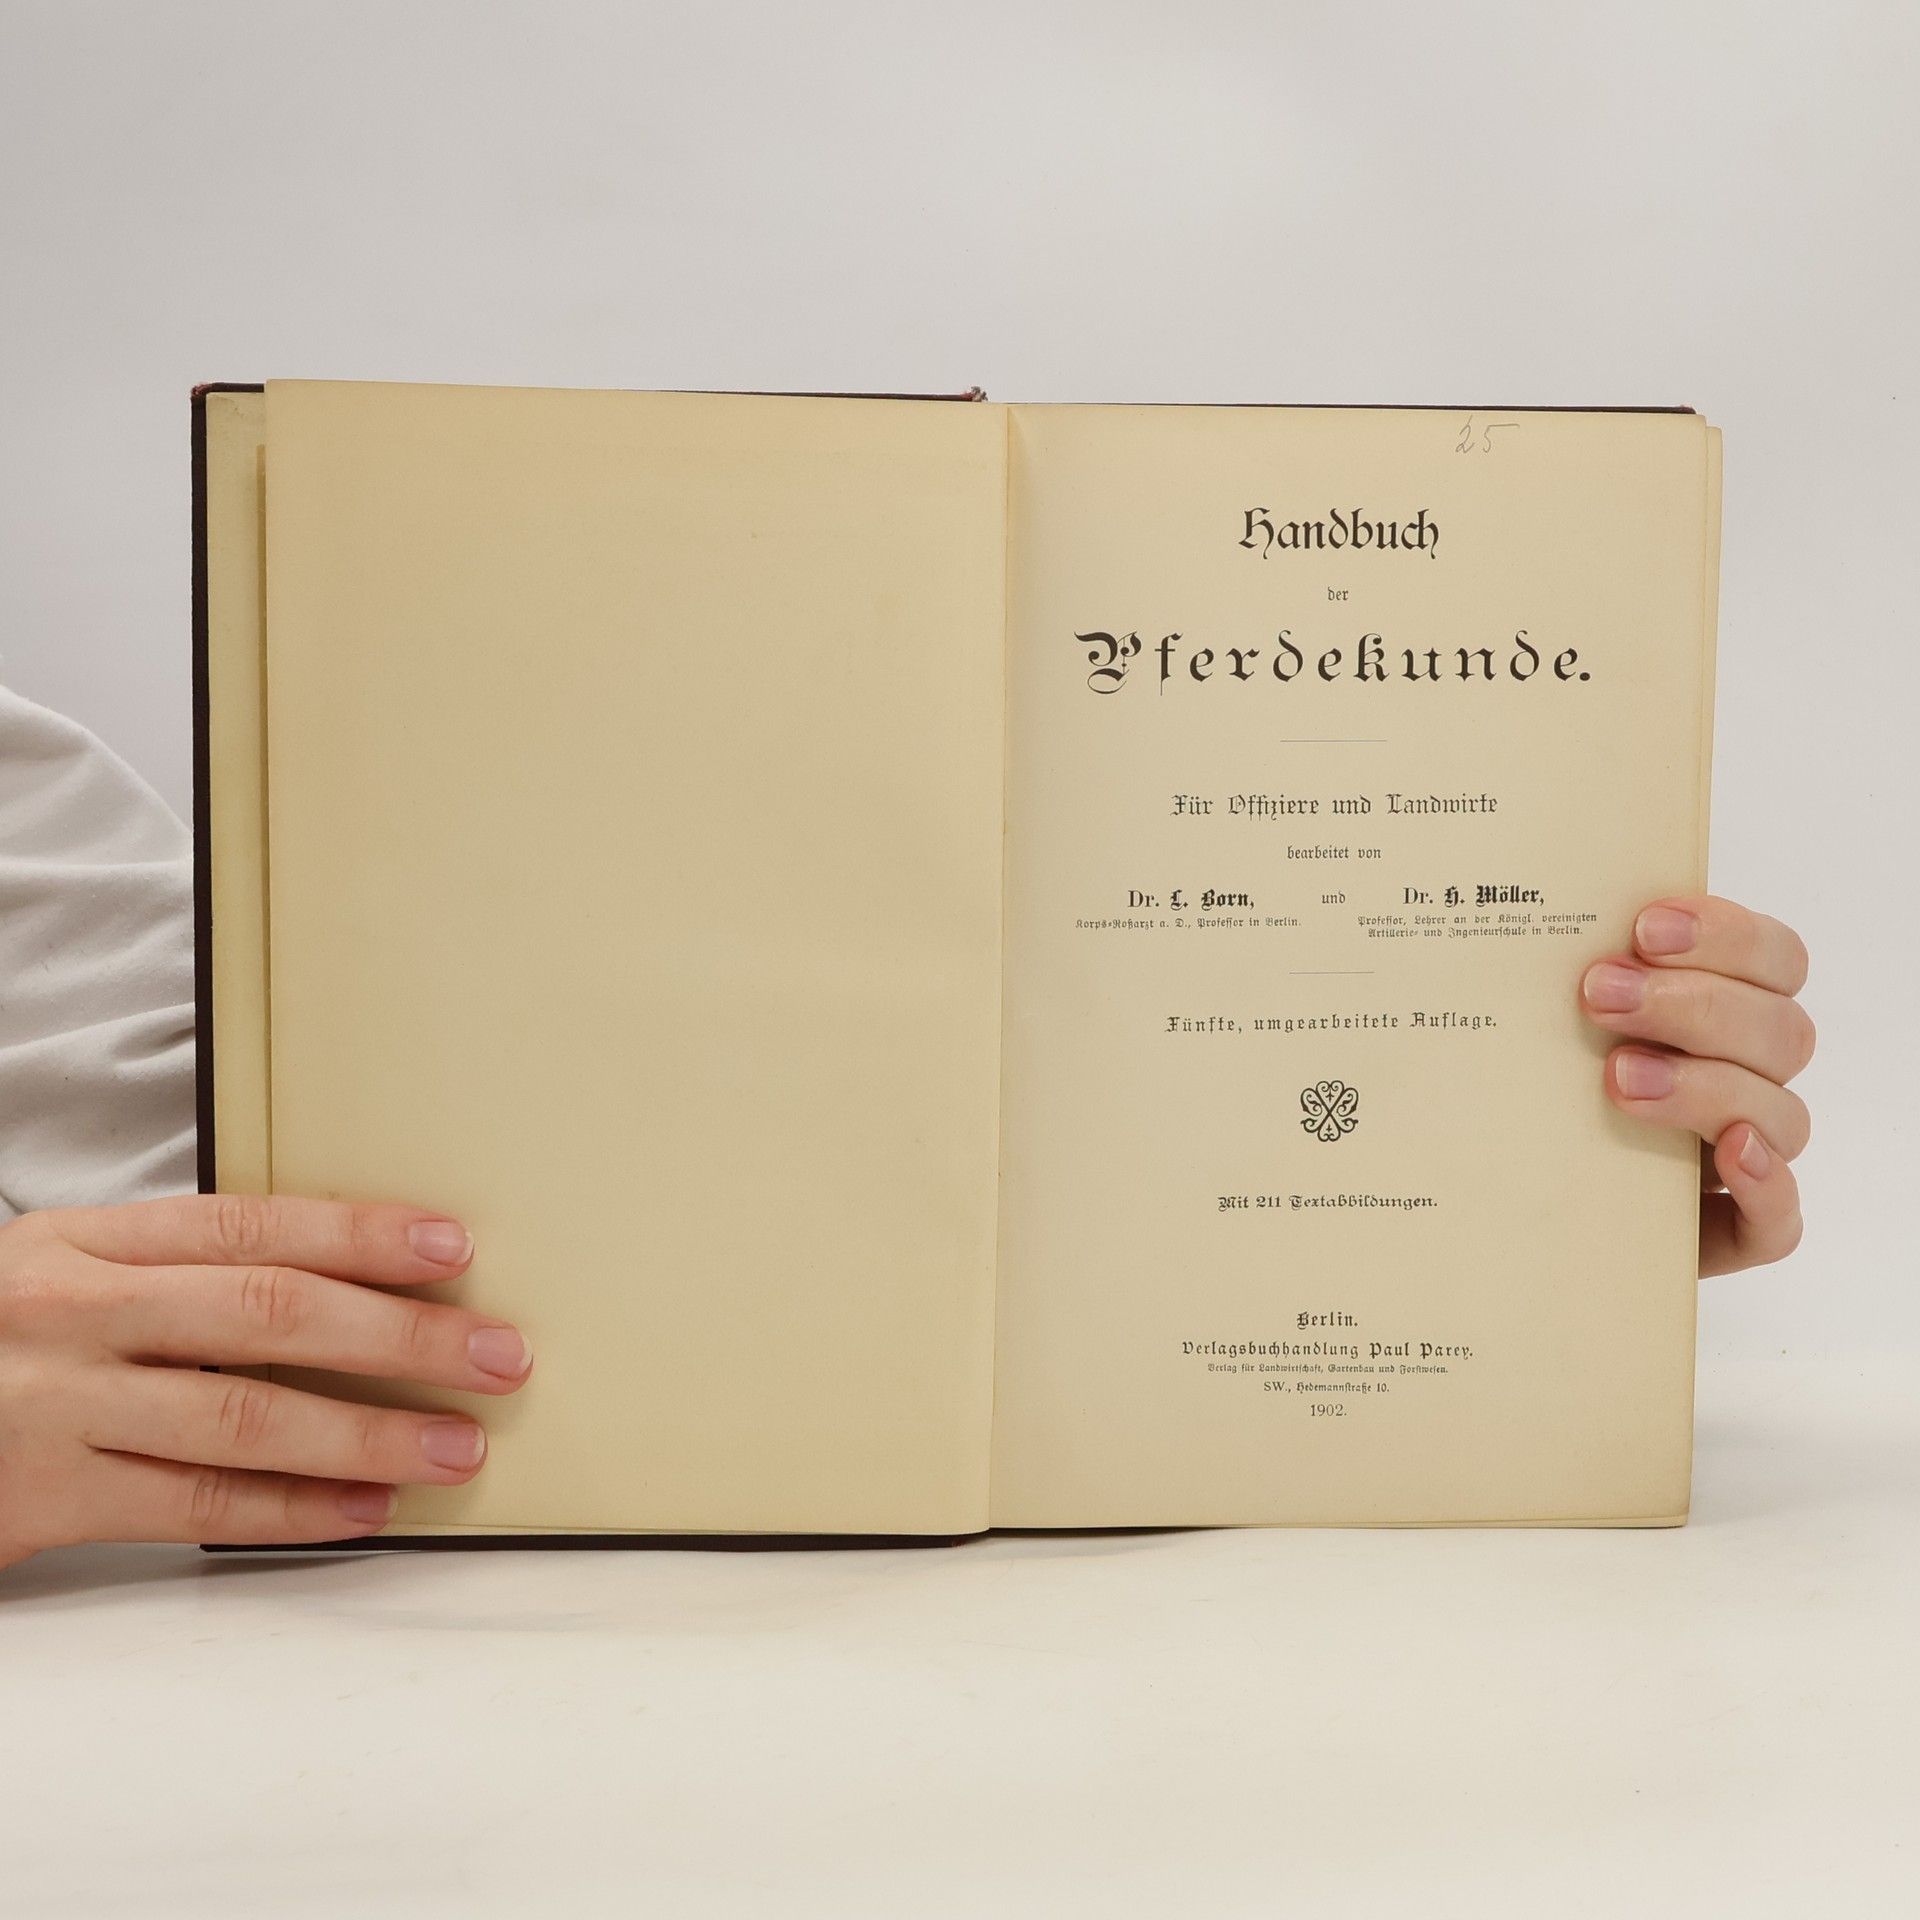 25
Handbuch
der
Pferdekunde.
Für Offiziere und Landwirte
bearbeitet von
Dr. L. Born, und Dr. H. Möller,
Korps-Roßarzt a. D., Professor in Berlin. Professor, Lehrer an der Königl. vereinigten
Artillerie- und Ingenieurschule in Berlin.
Fünfte, umgearbeitete Auflage.
Mit 211 Textabbildungen.
Berlin.
Verlagsbuchhandlung Paul Parey.
Verlag für Landwirtschaft, Gartenbau und Forstwesen.
SW., Hedemannstraße 10.
1902.